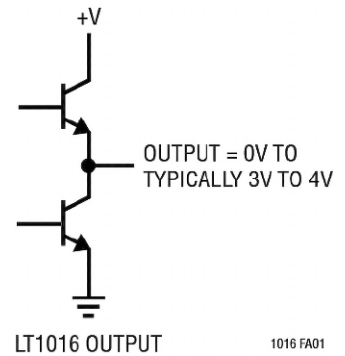 +V
OUTPUT = 0V TO
TYPICALLY 3V TO 4V
LT1016 OUTPUT
1016 FA01